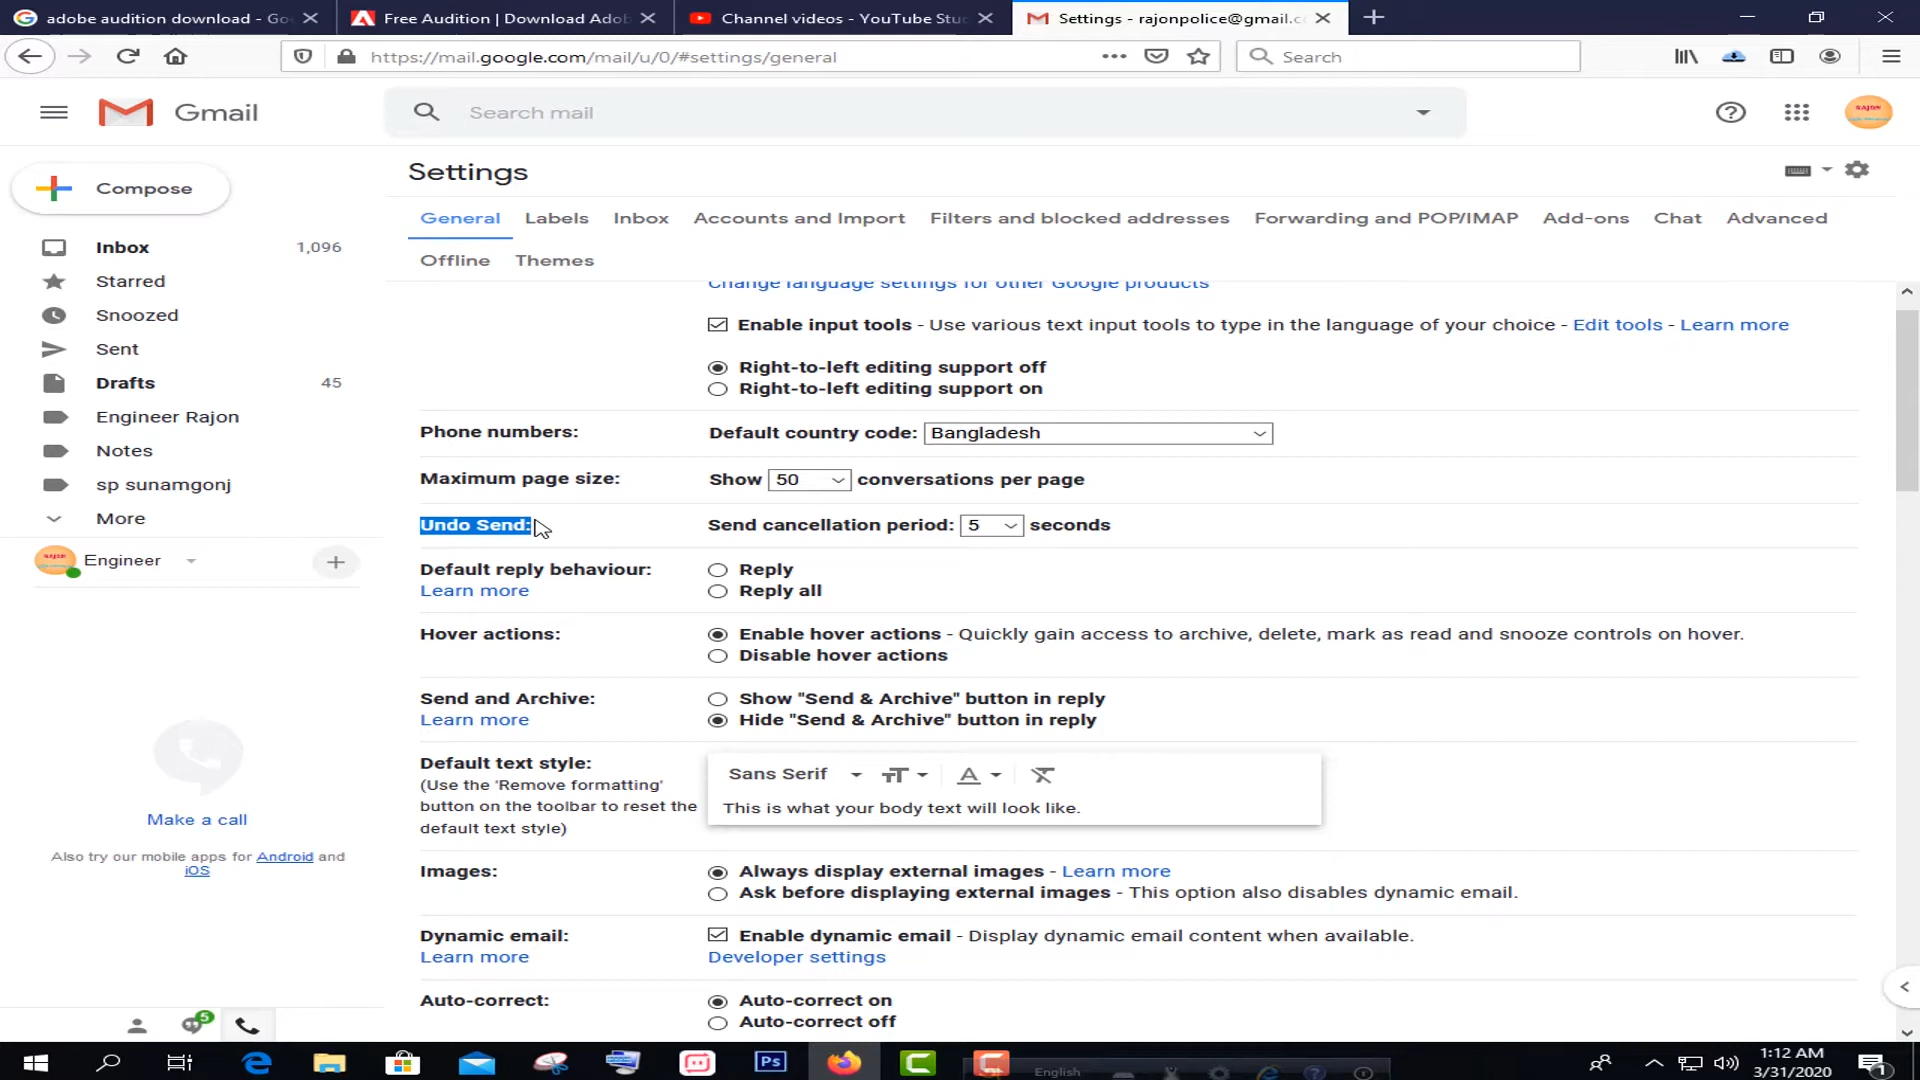 adobe audition download - Go
Free Audition | Download Adob
Channel videos - YouTube Stud
Settings - rajonpolice@gmail.c
https://mail.google.com/mail/u/0/#settings/general
Search
Gmail
Search mail
Compose
Settings
General Labels Inbox Accounts and Import Filters and blocked addresses Forwarding and POP/IMAP Add-ons Chat Advanced
Offline Themes
Inbox 1,096
Starred
Snoozed
Sent
Drafts 45
Engineer Rajon
Notes
sp sunamgonj
More
Engineer
Make a call
Also try our mobile apps for Android and
iOS
5
Change language settings for other Google products
Enable input tools - Use various text input tools to type in the language of your choice - Edit tools - Learn more
Right-to-left editing support off
Right-to-left editing support on
Phone numbers: Default country code: Bangladesh
Maximum page size: Show 50 conversations per page
Undo Send: Send cancellation period: 5 seconds
Default reply behaviour: Reply
Learn more Reply all
Hover actions: Enable hover actions - Quickly gain access to archive, delete, mark as read and snooze controls on hover.
Disable hover actions
Send and Archive: Show "Send & Archive" button in reply
Learn more Hide "Send & Archive" button in reply
Default text style: Sans Serif
(Use the 'Remove formatting'
button on the toolbar to reset the
default text style)
This is what your body text will look like.
Images: Always display external images - Learn more
Ask before displaying external images - This option also disables dynamic email.
Dynamic email: Enable dynamic email - Display dynamic email content when available.
Learn more Developer settings
Auto-correct: Auto-correct on
Auto-correct off
Ps
English
1:12 AM
3/31/2020
1